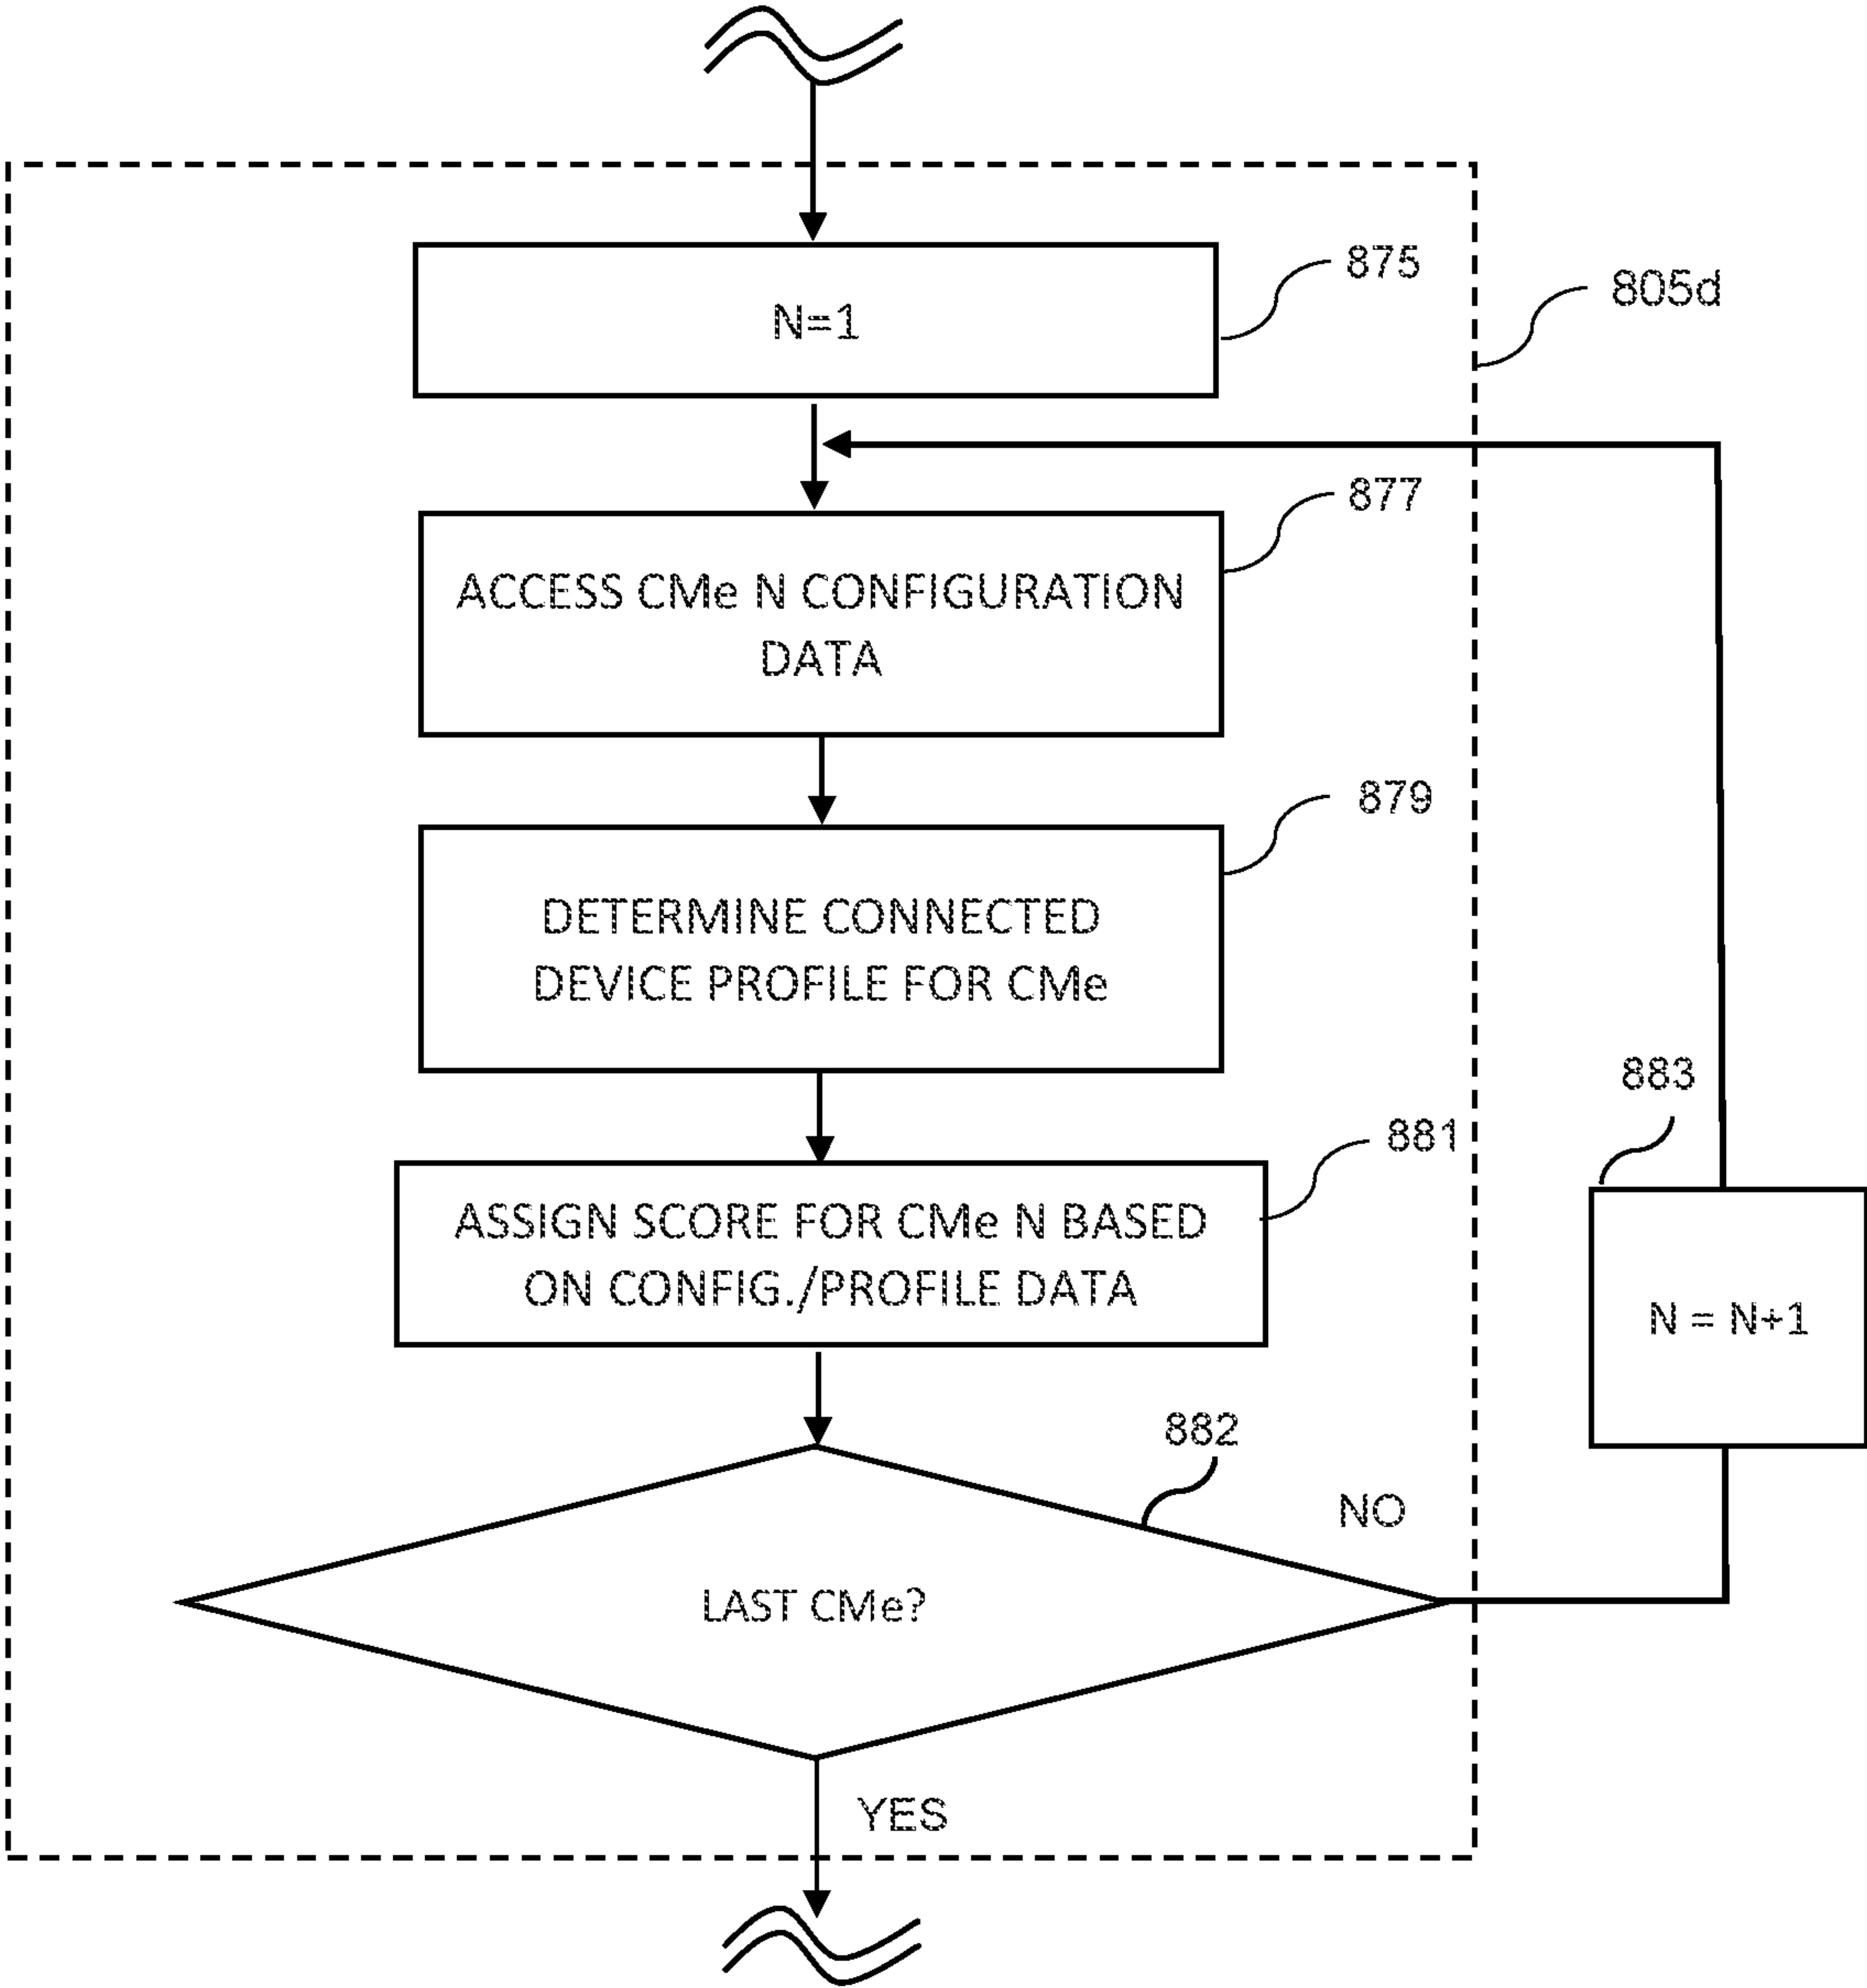 875
805d
N=1
877
ACCESS CMe N CONFIGURATION
DATA
879
DETERMINE CONNECTED
DEVICE PROFILE FOR CMe
883
881
ASSIGN SCORE FOR CMe N BASED
ON CONFIG./PROFILE DATA
N = N+1
882
NO
LAST CMe?
YES